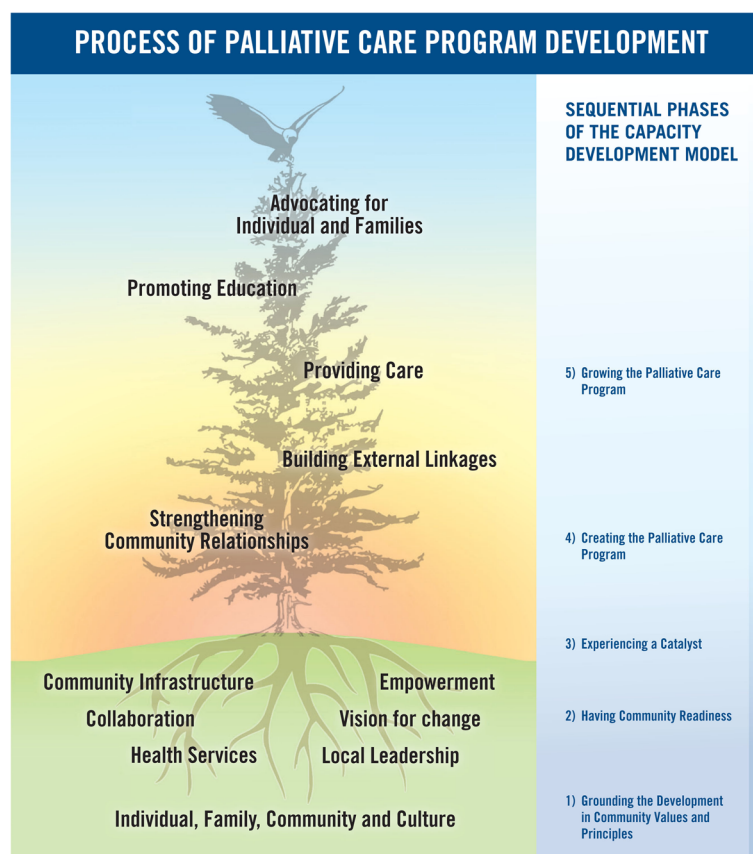 PROCESS OF PALLIATIVE CARE PROGRAM DEVELOPMENT
SEQUENTIAL PHASES
OF THE CAPACITY
DEVELOPMENT MODEL
Advocating for
Individual and Families
Promoting Education
Providing Care
5) Growing the Palliative Care
Program
Building External Linkages
Strengthening
Community Relationships
4) Creating the Palliative Care
Program
3) Experiencing a Catalyst
Community Infrastructure
Empowerment
Collaboration
Vision for change
2) Having Community Readiness
Health Services
Local Leadership
Individual, Family, Community and Culture
1) Grounding the Development
in Community Values and
Principles